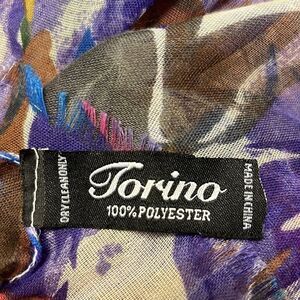 DRY CLEAN ONLY
Torino
100% POLYESTER
MADE IN CHINA